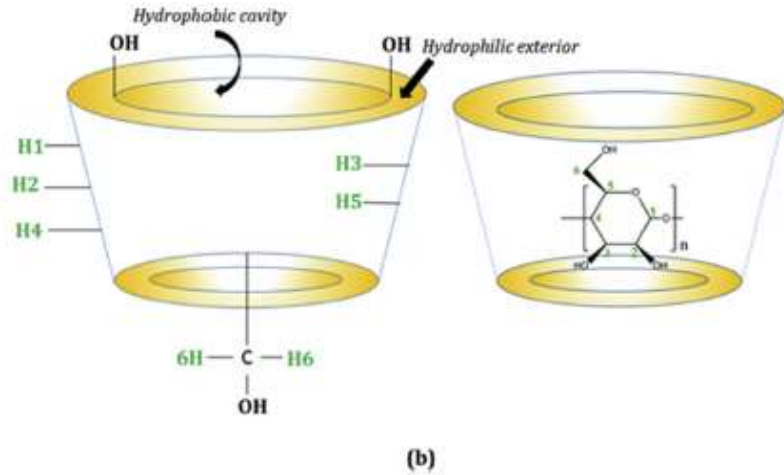 Hydrophobic cavity
OH
OH
Hydrophilic exterior
H1
H2
H4
H3
H5
6H
C
H6
OH
OH
6
5
O
4
5
O
n
3
2
HO
OH
(b)